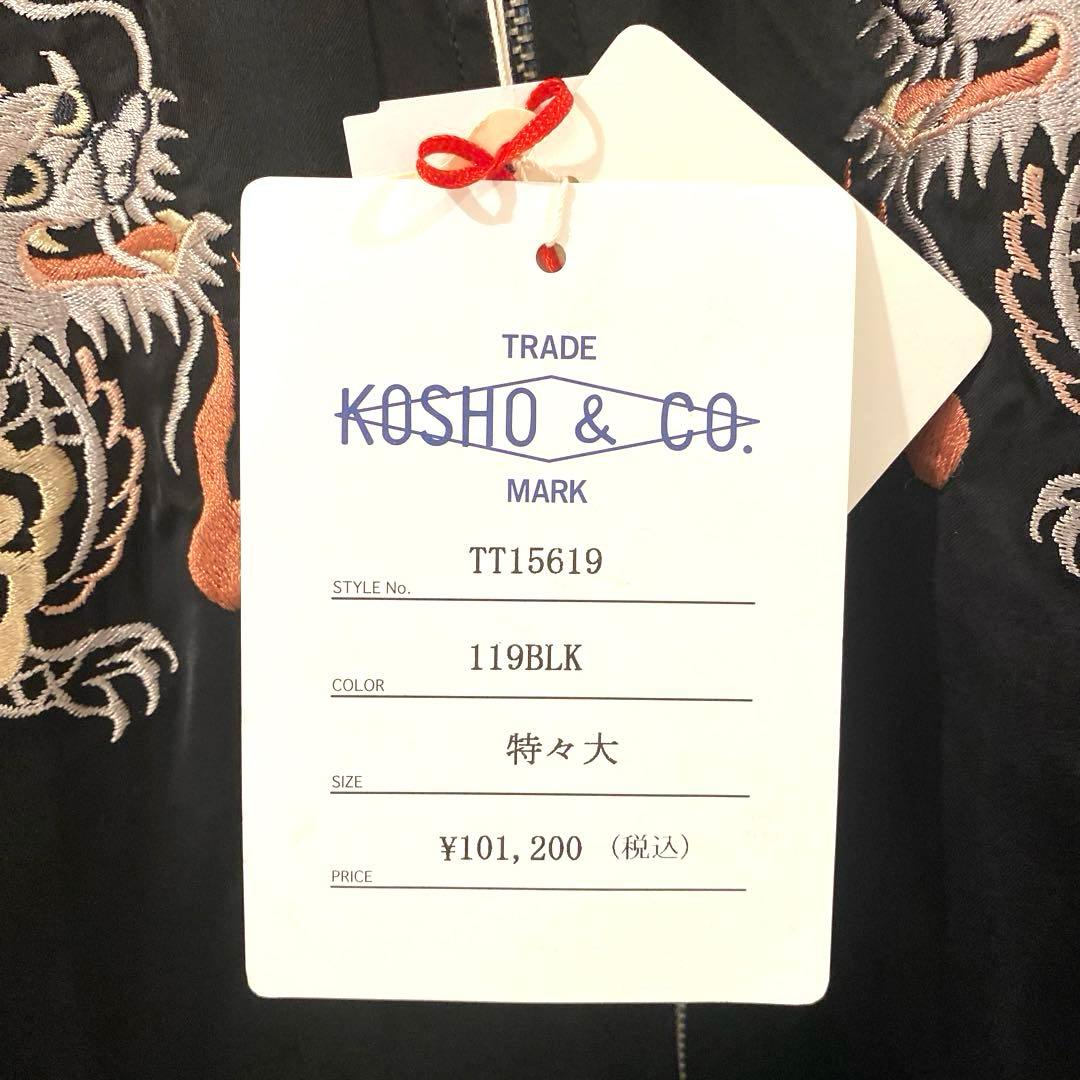 TRADE
KOSHO & CO.
MARK
TT15619
STYLE No.
119BLK
COLOR
特々大
SIZE
¥101,200 (税込)
PRICE